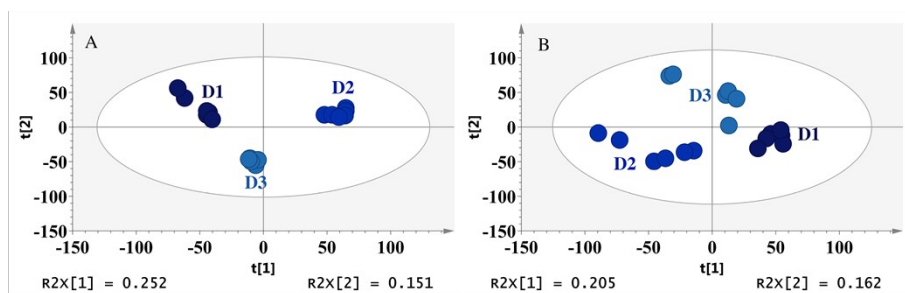 A
D1
D2
D3
t[2]
100
50
0
-50
-100
-150
-150 -100 -50 0 50 100
t[1]
R2X[1] = 0.252 R2X[2] = 0.151
B
D3
D1
D2
t[2]
100
50
0
-50
-100
-150
-150 -100 -50 0 50 100
t[1]
R2X[1] = 0.205 R2X[2] = 0.162